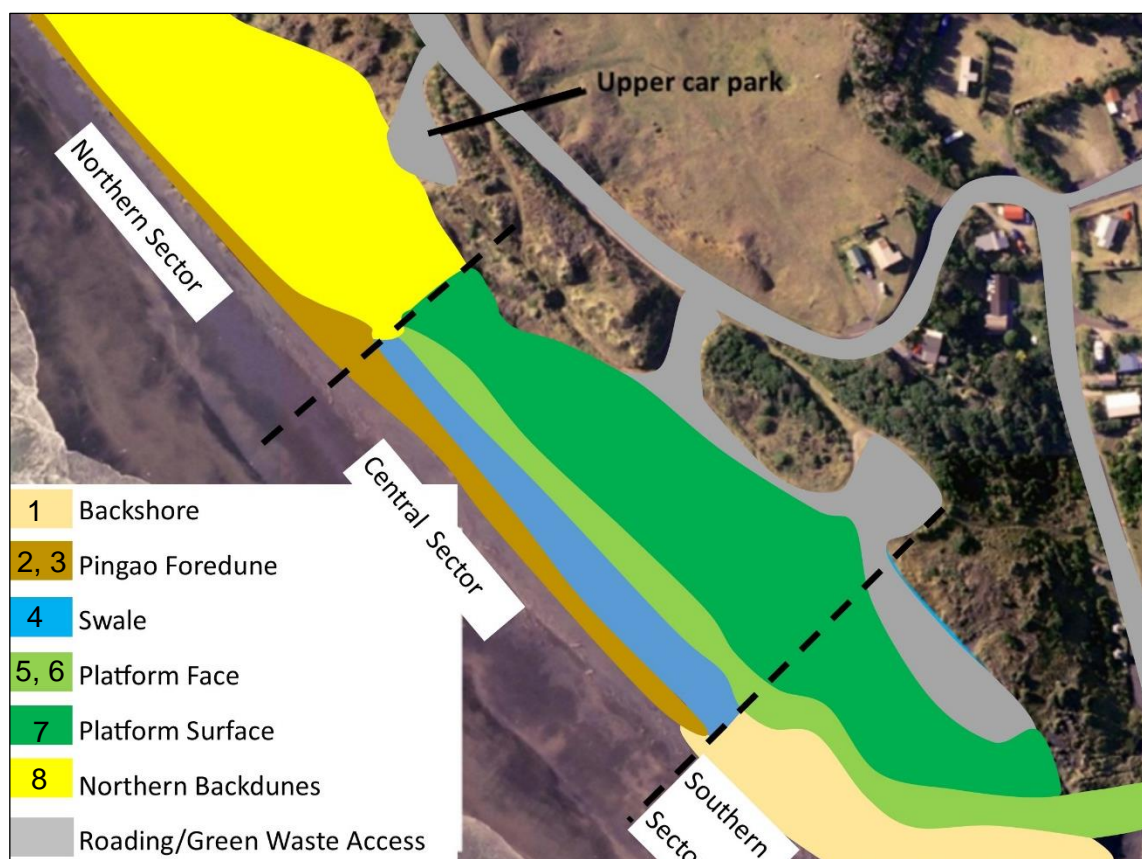 Upper car park
Northern Sector
Central Sector
Southern
1 Backshore
2, 3 Pingao Foredune
4 Swale
5, 6 Platform Face
7 Platform Surface
8 Northern Backdunes
Roading/Green Waste Access